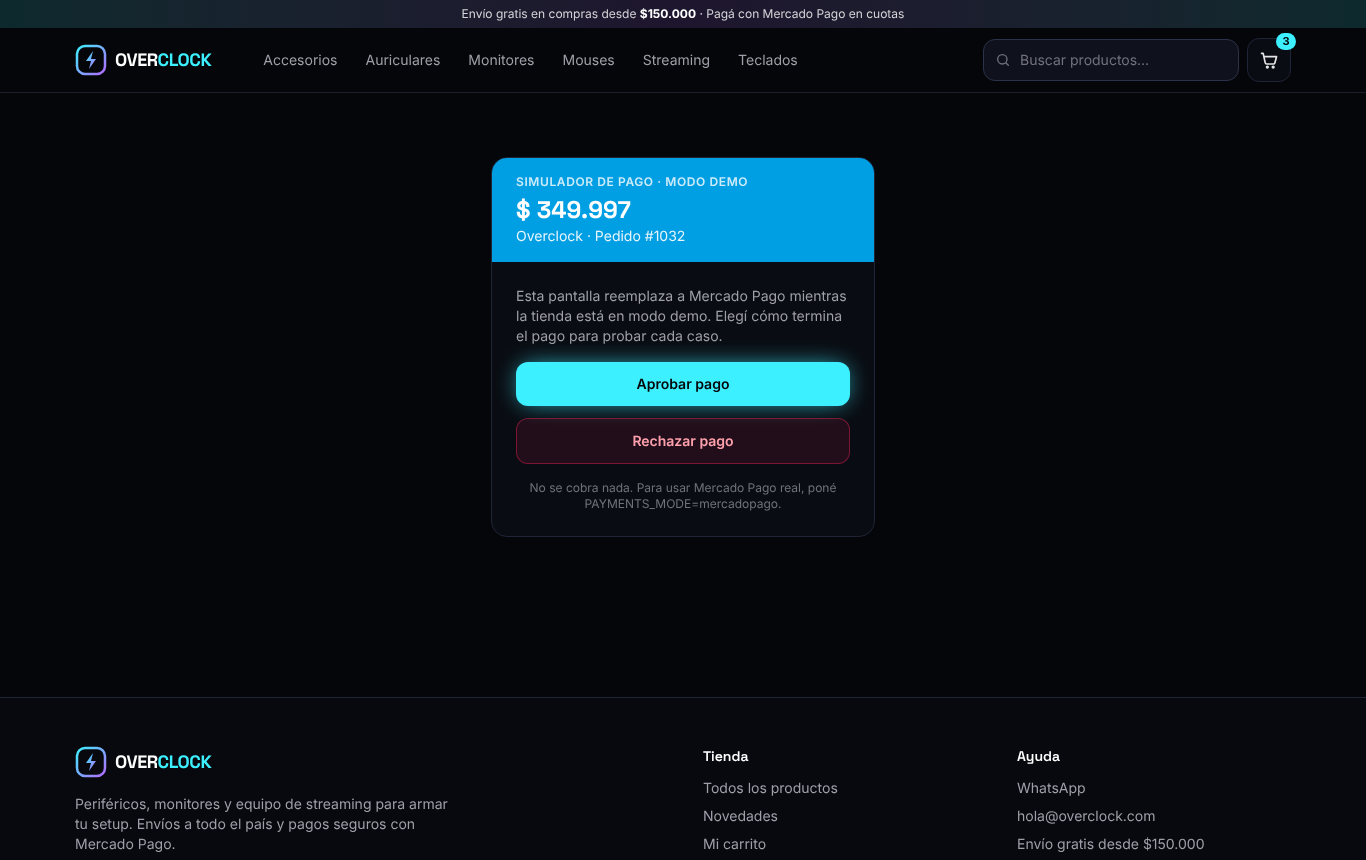 Envío gratis en compras desde $150.000 · Pagá con Mercado Pago en cuotas
OVERCLOCK
Accesorios
Auriculares
Monitores
Mouses
Streaming
Teclados
Buscar productos...
3
SIMULADOR DE PAGO · MODO DEMO
$ 349.997
Overclock · Pedido #1032
Esta pantalla reemplaza a Mercado Pago mientras
la tienda está en modo demo. Elegí cómo termina
el pago para probar cada caso.
Aprobar pago
Rechazar pago
No se cobra nada. Para usar Mercado Pago real, poné
PAYMENTS_MODE=mercadopago.
OVERCLOCK
Periféricos, monitores y equipo de streaming para armar
tu setup. Envíos a todo el país y pagos seguros con
Mercado Pago.
Tienda
Todos los productos
Novedades
Mi carrito
Ayuda
WhatsApp
hola@overclock.com
Envío gratis desde $150.000